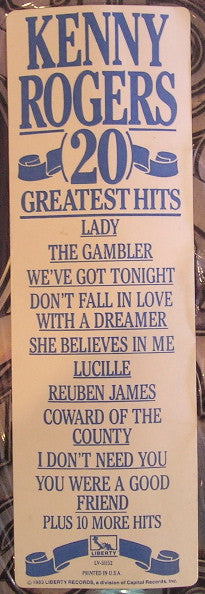 KENNY
ROGERS
(20)
GREATEST HITS
LADY
THE GAMBLER
WE'VE GOT TONIGHT
DON'T FALL IN LOVE
WITH A DREAMER
SHE BELIEVES IN ME
LUCILLE
REUBEN JAMES
COWARD OF THE
COUNTY
I DON'T NEED YOU
YOU WERE A GOOD
FRIEND
PLUS 10 MORE HITS
LIBERTY
LV-51152
PRINTED IN U.S.A.
© 1983 LIBERTY RECORDS, a division of Capitol Records, Inc.